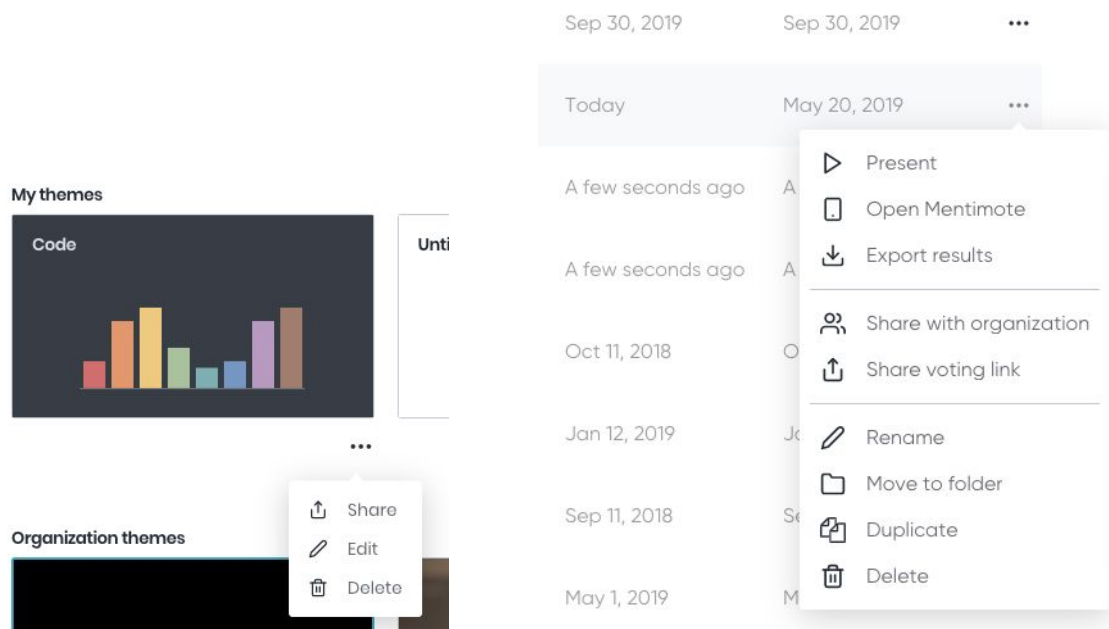 My themes
Code
Unti
Share
Edit
Delete
Organization themes
Sep 30, 2019 Sep 30, 2019
Today May 20, 2019
A few seconds ago A
A few seconds ago A
Oct 11, 2018 O
Jan 12, 2019
Sep 11, 2018
May 1, 2019 M
Present
Open Mentimote
Export results
Share with organization
Share voting link
Rename
Move to folder
Duplicate
Delete